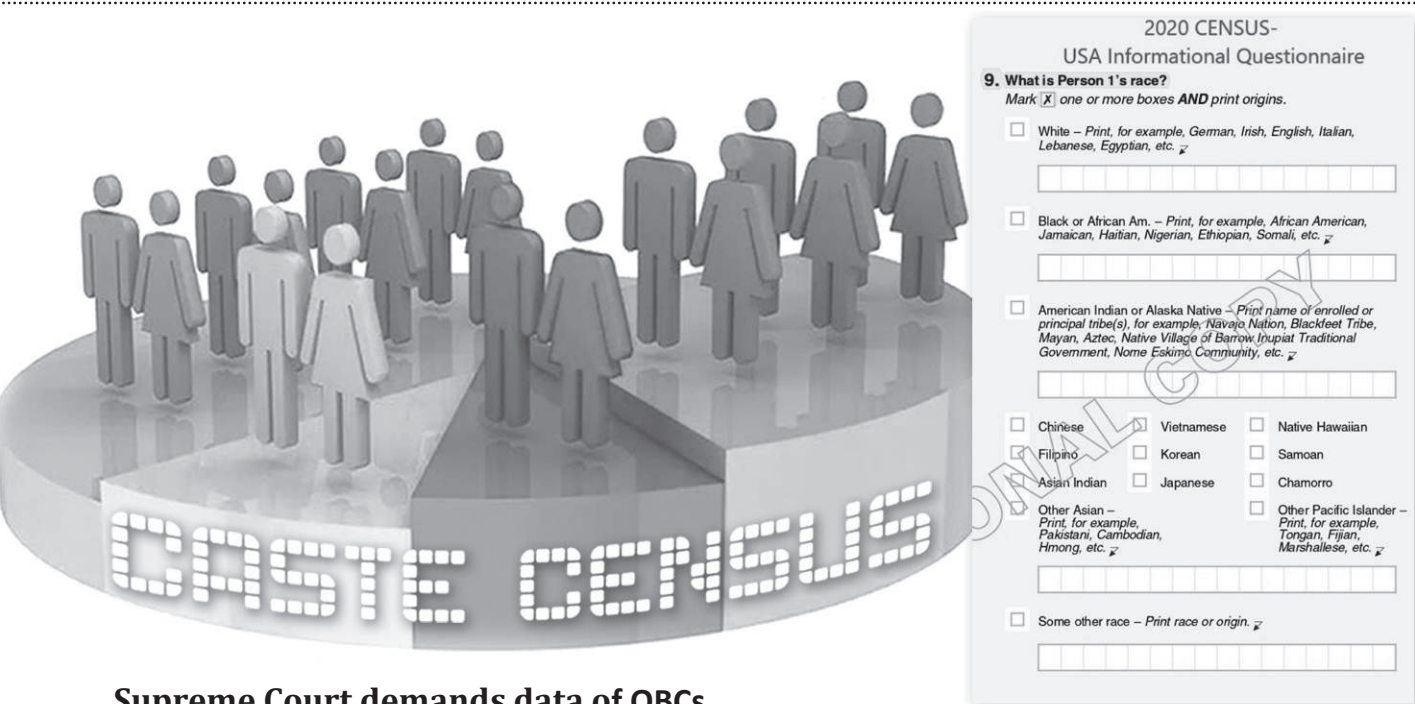 CASTE CENSUS
2020 CENSUS-
USA Informational Questionnaire
9. What is Person 1's race?
Mark X one or more boxes AND print origins.
White – Print, for example, German, Irish, English, Italian,
Lebanese, Egyptian, etc.
Black or African Am. – Print, for example, African American,
Jamaican, Haitian, Nigerian, Ethiopian, Somali, etc.
American Indian or Alaska Native – Print name of enrolled or
principal tribe(s), for example, Navajo Nation, Blackfeet Tribe,
Mayan, Aztec, Native Village of Barrow Inupiat Traditional
Government, Nome Eskimo Community, etc.
Chinese Vietnamese Native Hawaiian
Filipino Korean Samoan
Asian Indian Japanese Chamorro
Other Asian –
Print, for example,
Pakistani, Cambodian,
Hmong, etc.
Other Pacific Islander –
Print, for example,
Tongan, Fijian,
Marshallese, etc.
Some other race – Print race or origin.
ONAL COPY
Supreme Court demands data of OBCs